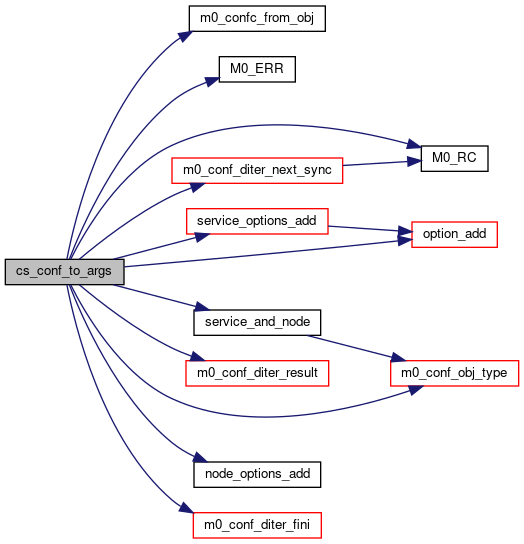 m0_confc_from_obj
M0_ERR
M0_RC
m0_conf_diter_next_sync
service_options_add
option_add
cs_conf_to_args
service_and_node
m0_conf_diter_result
m0_conf_obj_type
node_options_add
m0_conf_diter_fini